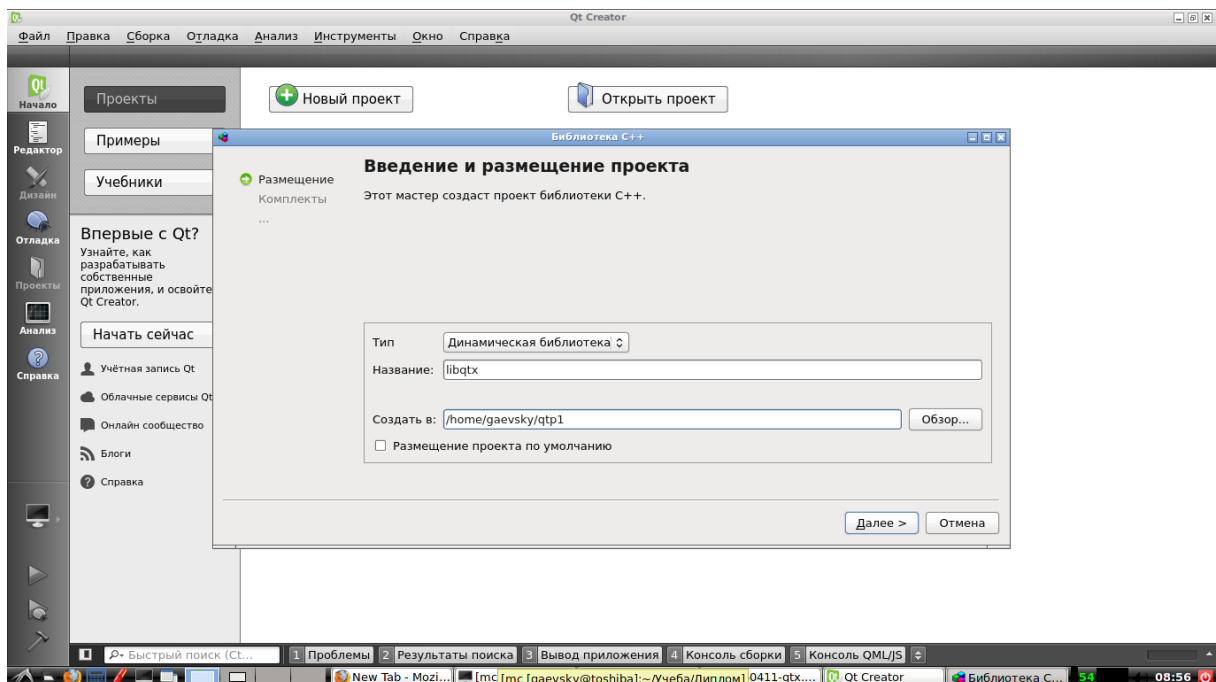 Qt Creator
Файл Правка Сборка Отладка Анализ Инструменты Окно Справка
Начало
Редактор
Дизайн
Отладка
Проекты
Анализ
Справка
Проекты
Примеры
Учебники
Новый проект
Открыть проект
Впервые с Qt?
Узнайте, как
разрабатывать
собственные
приложения, и освойте
Qt Creator.
Начать сейчас
Учётная запись Qt
Облачные сервисы Qt
Онлайн сообщество
Блоги
Справка
Библиотека C++
Размещение
Комплекты
...
Введение и размещение проекта
Этот мастер создаст проект библиотеки C++.
Тип Динамическая библиотека
Название: libqtx
Создать в: /home/gaevsky/qtp1 Обзор...
Размещение проекта по умолчанию
Далее > Отмена
Быстрый поиск (Ct... 1 Проблемы 2 Результаты поиска 3 Вывод приложения 4 Консоль сборки 5 Консоль QML/JS
New Tab - Mozi... [mc [mc [gaevsky@toshiba]:~/Учеба/Диплом] 0411-qtx.... Qt Creator Библиотека C... 54 08:56